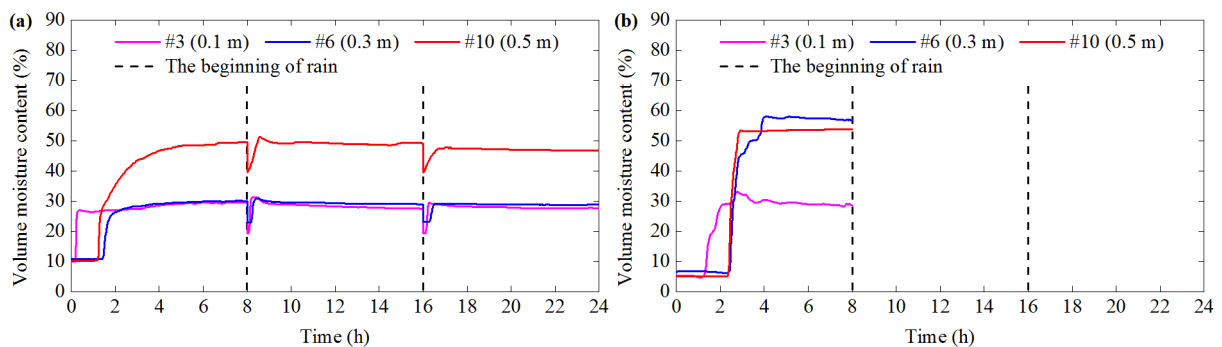 (a)
Volume moisture content (%)
90
80
70
60
50
40
30
20
10
0
#3 (0.1 m) #6 (0.3 m) #10 (0.5 m)
The beginning of rain
0 2 4 6 8 10 12 14 16 18 20 22 24
Time (h)
(b)
Volume moisture content (%)
90
80
70
60
50
40
30
20
10
0
#3 (0.1 m) #6 (0.3 m) #10 (0.5 m)
The beginning of rain
0 2 4 6 8 10 12 14 16 18 20 22 24
Time (h)